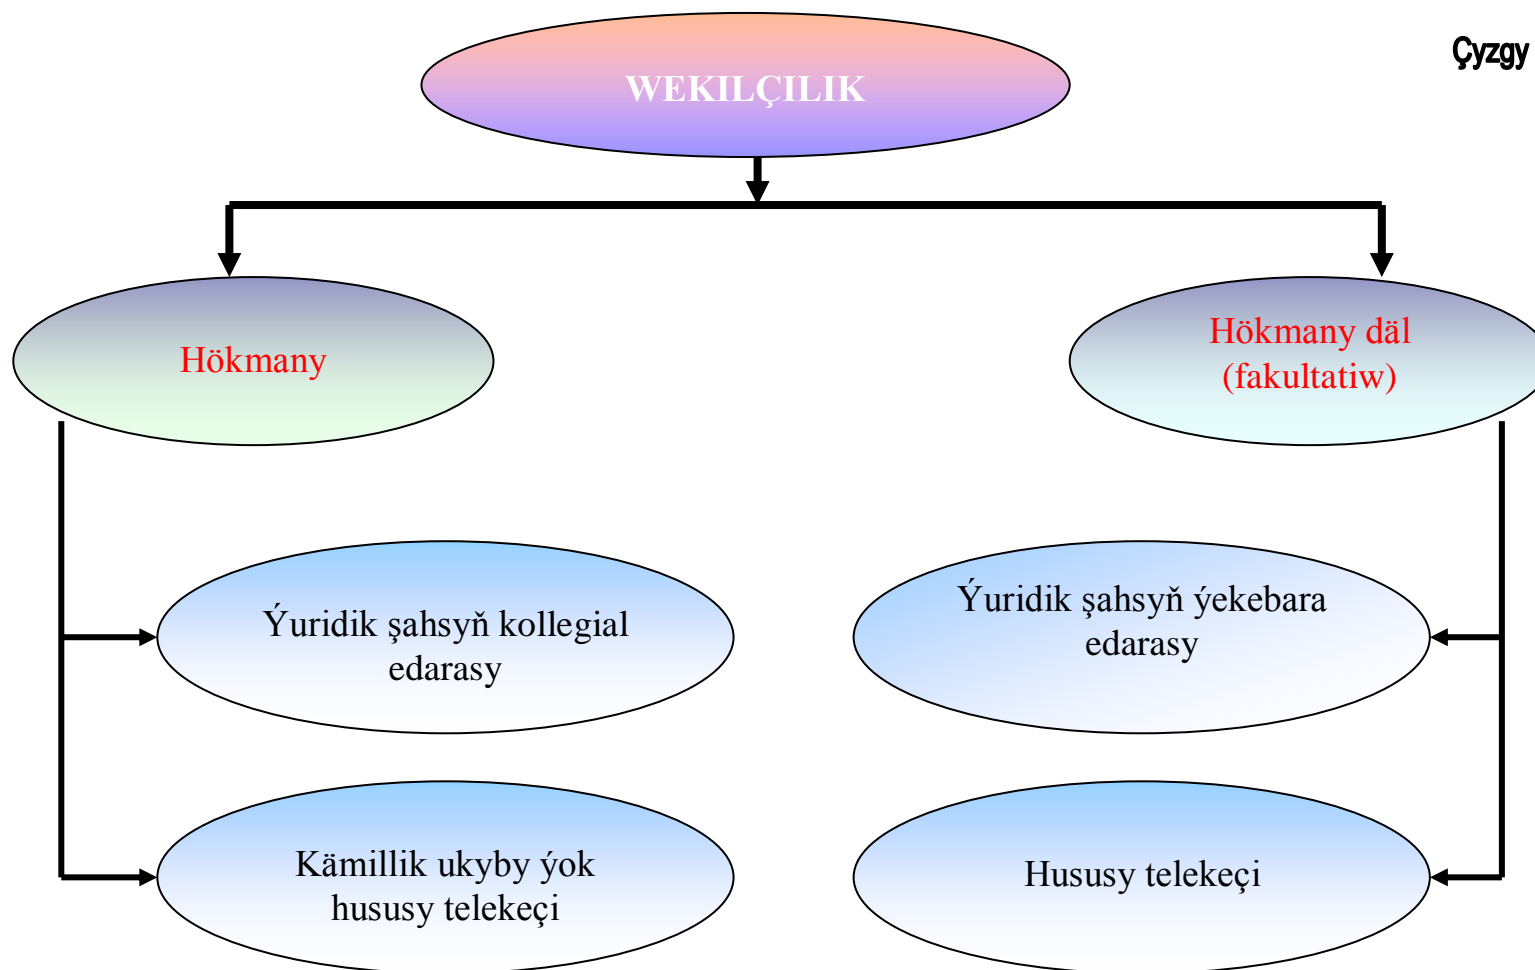 Çyzgy
WEKILÇILIK
Hökmany
Hökmany däl
(fakultatiw)
Ýuridik şahsyň kollegial
edarasy
Ýuridik şahsyň ýekebara
edarasy
Kämillik ukyby ýok
hususy telekeçi
Hususy telekeçi